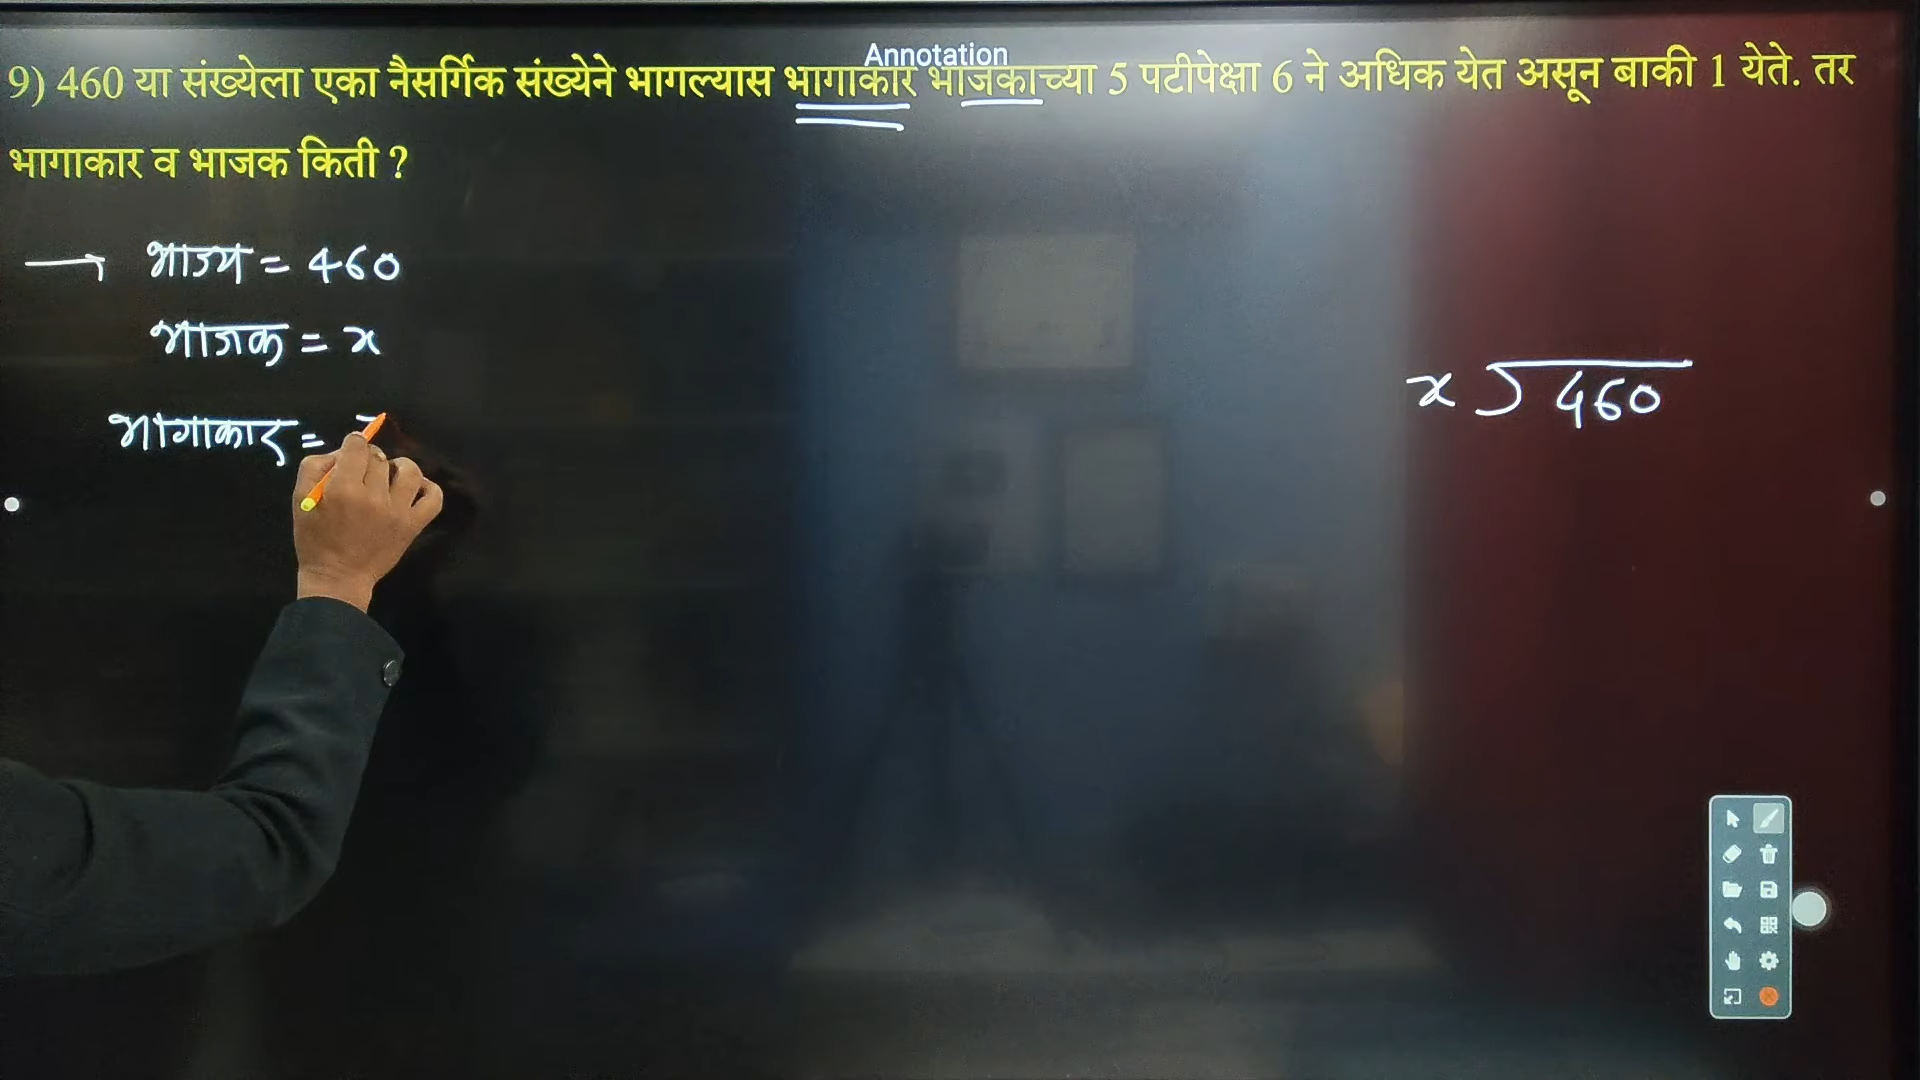 Annotation
9) 460 या संख्येला एका नैसर्गिक संख्येने भागल्यास भागाकार भाजकाच्या 5 पटीपेक्षा 6 ने अधिक येत असून बाकी 1 येते. तर
भागाकार व भाजक किती ?
→ भाज्य = 460
भाजक = x
भागाकार =
x 460